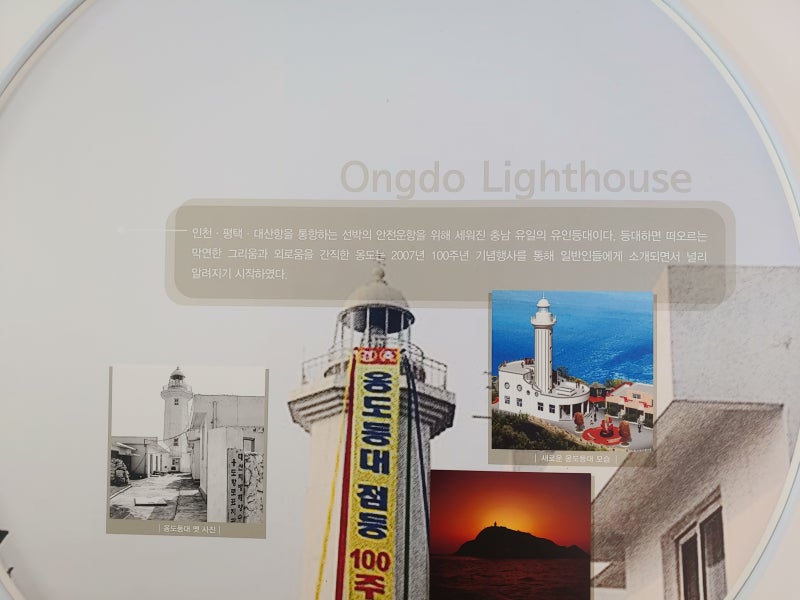 Ongdo Lighthouse
인천 · 평택 · 대산항을 통항하는 선박의 안전운항을 위해 세워진 충남 유일의 유인등대이다. 등대하면 떠오르는
막연한 그리움과 외로움을 간직한 옹도는 2007년 100주년 기념행사를 통해 일반인들에게 소개되면서 널리
알려지기 시작하였다.
| 새로운 옹도등대 모습 |
옹도등대 점등 100주
| 옹도등대 옛 사진 |